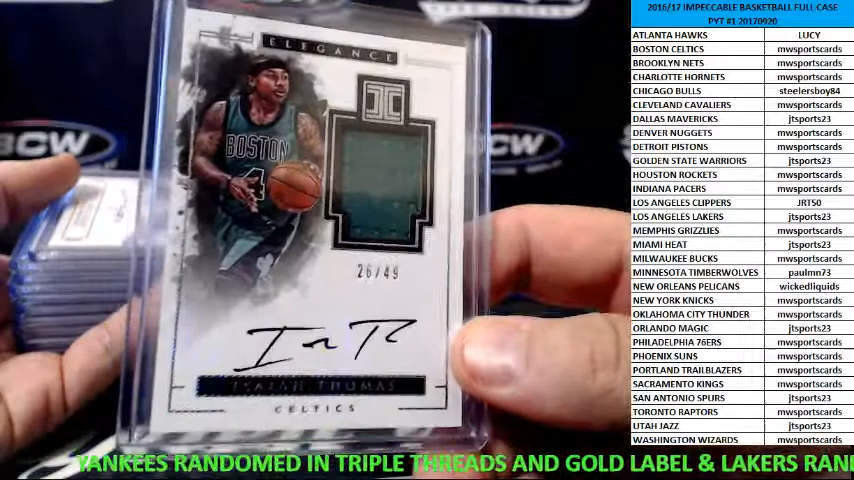 ELEGANCE
BOSTON
4
26/49
ISAIAH THOMAS
CELTICS
BCW
2016/17 IMPECCABLE BASKETBALL FULL CASE
PYT #1 20170920
ATLANTA HAWKS LUCY
BOSTON CELTICS mwsportscards
BROOKLYN NETS mwsportscards
CHARLOTTE HORNETS mwsportscards
CHICAGO BULLS steelersboy84
CLEVELAND CAVALIERS mwsportscards
DALLAS MAVERICKS jtsports23
DENVER NUGGETS mwsportscards
DETROIT PISTONS mwsportscards
GOLDEN STATE WARRIORS jtsports23
HOUSTON ROCKETS mwsportscards
INDIANA PACERS mwsportscards
LOS ANGELES CLIPPERS JRT50
LOS ANGELES LAKERS jtsports23
MEMPHIS GRIZZLIES mwsportscards
MIAMI HEAT jtsports23
MILWAUKEE BUCKS mwsportscards
MINNESOTA TIMBERWOLVES paulmn73
NEW ORLEANS PELICANS wickedliquids
NEW YORK KNICKS mwsportscards
OKLAHOMA CITY THUNDER mwsportscards
ORLANDO MAGIC jtsports23
PHILADELPHIA 76ERS mwsportscards
PHOENIX SUNS mwsportscards
PORTLAND TRAILBLAZERS mwsportscards
SACRAMENTO KINGS mwsportscards
SAN ANTONIO SPURS jtsports23
TORONTO RAPTORS mwsportscards
UTAH JAZZ jtsports23
WASHINGTON WIZARDS mwsportscards
YANKEES RANDOMED IN TRIPLE THREADS AND GOLD LABEL & LAKERS RAN